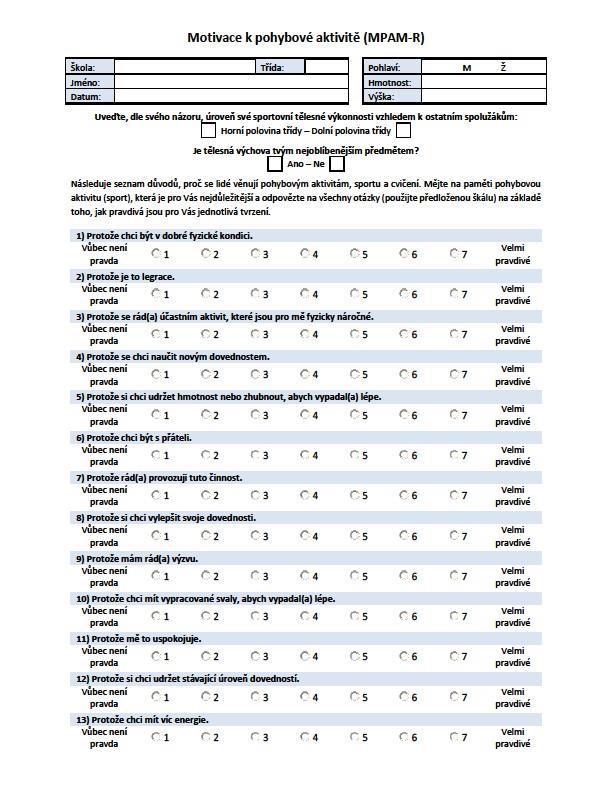 Motivace k pohybové aktivitě (MPAM-R)
Škola: Třída: Pohlaví: M Ž
Jméno: Hmotnost:
Datum: Výška:
Uveďte, dle svého názoru, úroveň své sportovní tělesné výkonnosti vzhledem k ostatním spolužákům:
Horní polovina třídy – Dolní polovina třídy
Je tělesná výchova tvým nejoblíbenějším předmětem?
Ano – Ne
Následuje seznam důvodů, proč se lidé věnují pohybovým aktivitám, sportu a cvičení. Mějte na paměti pohybovou
aktivitu (sport), která je pro Vás nejdůležitější a odpovězte na všechny otázky (použijte předloženou škálu) na základě
toho, jak pravdivá jsou pro Vás jednotlivá tvrzení.
1) Protože chci být v dobré fyzické kondici.
Vůbec není pravda 1 2 3 4 5 6 7 Velmi pravdivé
2) Protože je to legrace.
Vůbec není pravda 1 2 3 4 5 6 7 Velmi pravdivé
3) Protože se rád(a) účastním aktivit, které jsou pro mě fyzicky náročné.
Vůbec není pravda 1 2 3 4 5 6 7 Velmi pravdivé
4) Protože se chci naučit novým dovednostem.
Vůbec není pravda 1 2 3 4 5 6 7 Velmi pravdivé
5) Protože si chci udržet hmotnost nebo zhubnout, abych vypadal(a) lépe.
Vůbec není pravda 1 2 3 4 5 6 7 Velmi pravdivé
6) Protože chci být s přáteli.
Vůbec není pravda 1 2 3 4 5 6 7 Velmi pravdivé
7) Protože rád(a) provozuji tuto činnost.
Vůbec není pravda 1 2 3 4 5 6 7 Velmi pravdivé
8) Protože si chci vylepšit svoje dovednosti.
Vůbec není pravda 1 2 3 4 5 6 7 Velmi pravdivé
9) Protože mám rád(a) výzvu.
Vůbec není pravda 1 2 3 4 5 6 7 Velmi pravdivé
10) Protože chci mít vypracované svaly, abych vypadal(a) lépe.
Vůbec není pravda 1 2 3 4 5 6 7 Velmi pravdivé
11) Protože mě to uspokojuje.
Vůbec není pravda 1 2 3 4 5 6 7 Velmi pravdivé
12) Protože si chci udržet stávající úroveň dovedností.
Vůbec není pravda 1 2 3 4 5 6 7 Velmi pravdivé
13) Protože chci mít víc energie.
Vůbec není pravda 1 2 3 4 5 6 7 Velmi pravdivé